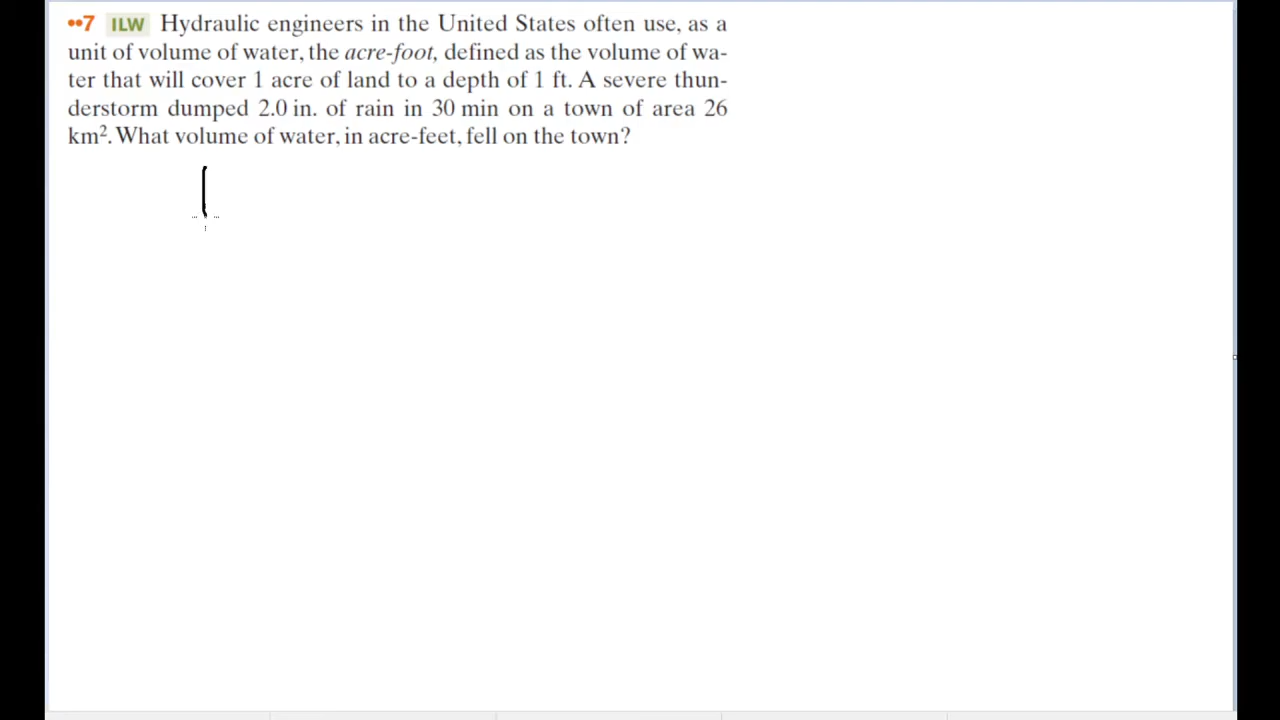 ••7 ILW Hydraulic engineers in the United States often use, as a
unit of volume of water, the acre-foot, defined as the volume of wa-
ter that will cover 1 acre of land to a depth of 1 ft. A severe thun-
derstorm dumped 2.0 in. of rain in 30 min on a town of area 26
km². What volume of water, in acre-feet, fell on the town?